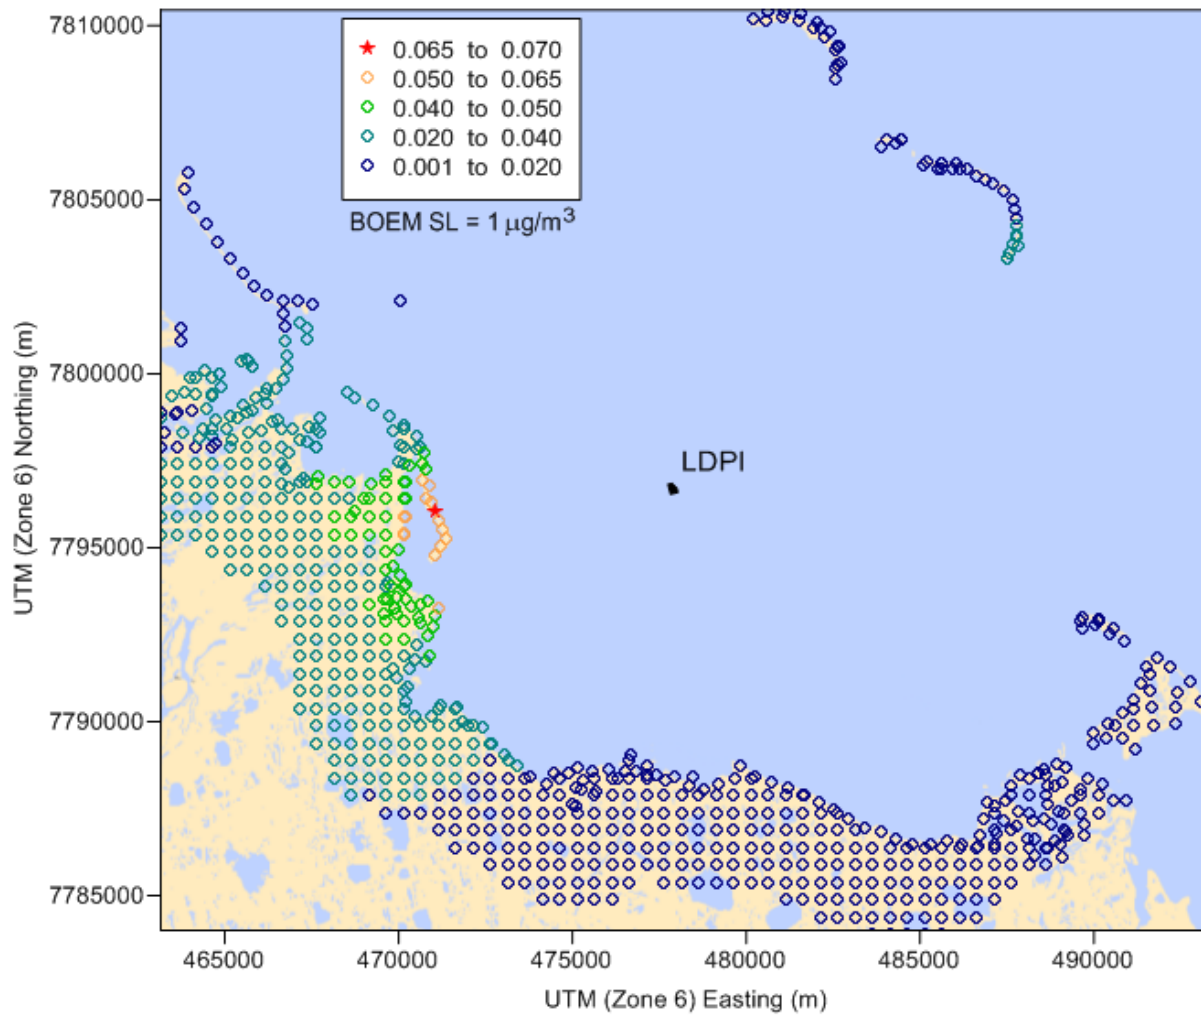 7810000
7805000
7800000
7795000
7790000
7785000
UTM (Zone 6) Northing (m)
0.065 to 0.070
0.050 to 0.065
0.040 to 0.050
0.020 to 0.040
0.001 to 0.020
BOEM SL = 1 μg/m³
LDPI
465000 470000 475000 480000 485000 490000
UTM (Zone 6) Easting (m)